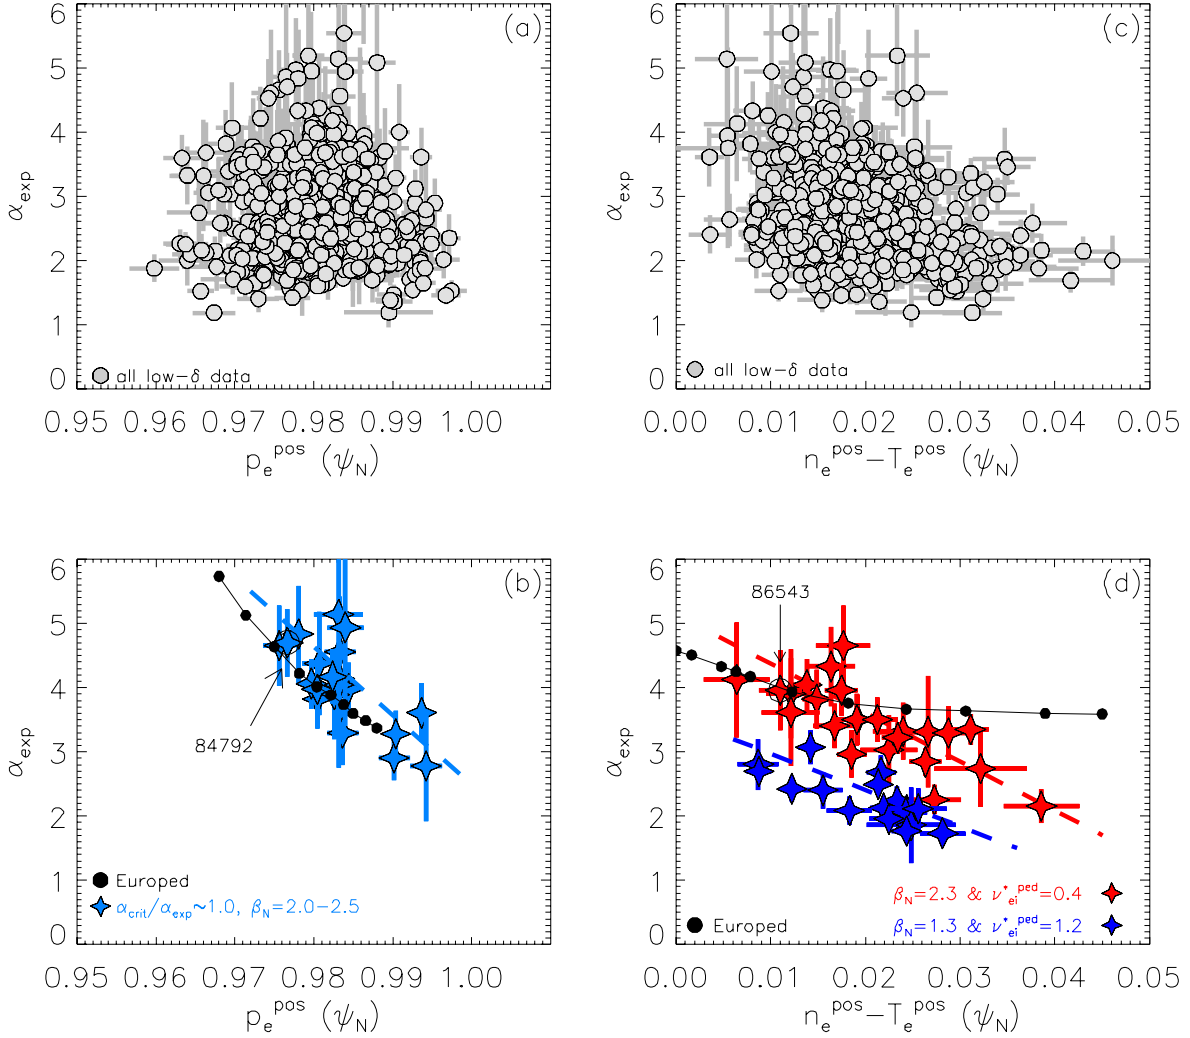 (a)
6
5
4
3
2
1
0
α_exp
all low-δ data
0.95 0.96 0.97 0.98 0.99 1.00
p_e^pos (ψ_N)
(c)
6
5
4
3
2
1
0
α_exp
all low-δ data
0.00 0.01 0.02 0.03 0.04 0.05
n_e^pos-T_e^pos (ψ_N)
(b)
6
5
4
3
2
1
0
α_exp
84792
Europed
α_crit/α_exp~1.0, β_N=2.0-2.5
0.95 0.96 0.97 0.98 0.99 1.00
p_e^pos (ψ_N)
(d)
6
5
4
3
2
1
0
α_exp
86543
β_N=2.3 & ν*_ei^ped=0.4
β_N=1.3 & ν*_ei^ped=1.2
Europed
0.00 0.01 0.02 0.03 0.04 0.05
n_e^pos-T_e^pos (ψ_N)